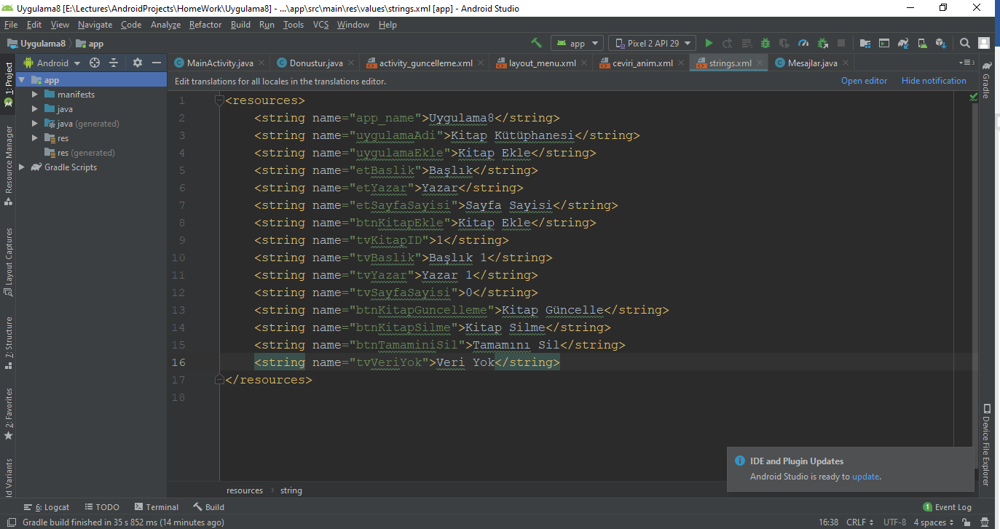 Uygulama8 [E:\Lectures\AndroidProjects\HomeWork\Uygulama8] - ...\app\src\main\res\values\strings.xml [app] - Android Studio
File Edit View Navigate Code Analyze Refactor Build Run Tools VCS Window Help
Uygulama8 app app Pixel 2 API 29
Android MainActivity.java Donustur.java activity_guncelleme.xml layout_menu.xml ceviri_anim.xml strings.xml Mesajlar.java 3
Edit translations for all locales in the translations editor. Open editor Hide notification
1: Project
Resource Manager
Layout Captures
7: Structure
2: Favorites
ld Variants
app
manifests
java
java (generated)
res
res (generated)
Gradle Scripts
1 <resources>
2 <string name="app_name">Uygulama8</string>
3 <string name="uygulamaAdi">Kitap Kütüphanesi</string>
4 <string name="uygulamaEkle">Kitap Ekle</string>
5 <string name="etBaslik">Başlık</string>
6 <string name="etYazar">Yazar</string>
7 <string name="etSayfaSayisi">Sayfa Sayisi</string>
8 <string name="btnKitapEkle">Kitap Ekle</string>
9 <string name="tvKitapID">1</string>
10 <string name="tvBaslik">Başlık 1</string>
11 <string name="tvYazar">Yazar 1</string>
12 <string name="tvSayfaSayisi">0</string>
13 <string name="btnKitapGuncelleme">Kitap Güncelle</string>
14 <string name="btnKitapSilme">Kitap Silme</string>
15 <string name="btnTamaminiSil">Tamamını Sil</string>
16 <string name="tvVeriYok">Veri Yok</string>
17 </resources>
18
Gradle
Device File Explorer
IDE and Plugin Updates
Android Studio is ready to update.
resources string
6: Logcat TODO Terminal Build 1 Event Log
Gradle build finished in 35 s 852 ms (14 minutes ago) 16:38 CRLF UTF-8 4 spaces